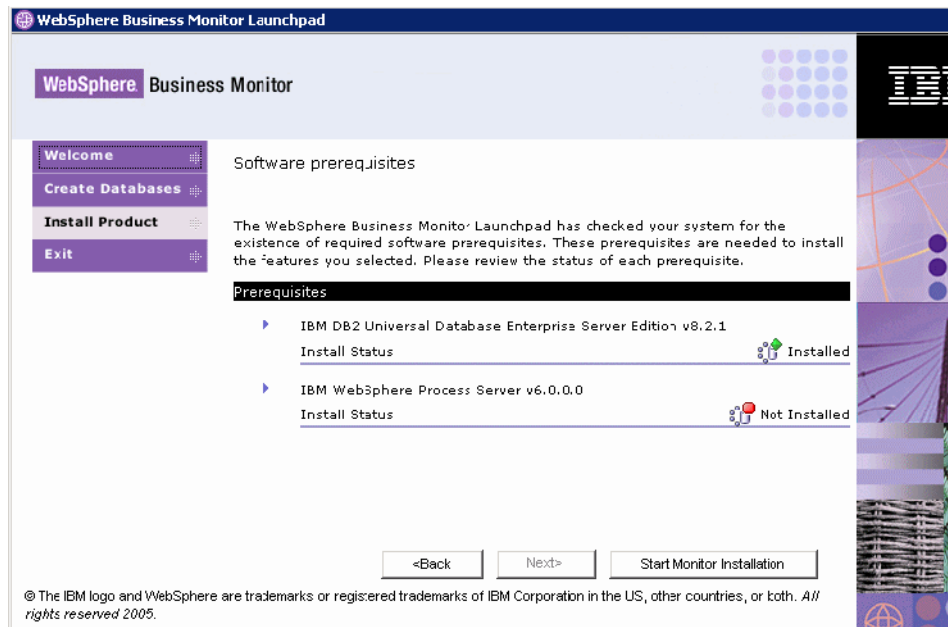 WebSphere Business Monitor Launchpad
WebSphere. Business Monitor
IBM
Welcome
Create Databases
Install Product
Exit
Software prerequisites
The WebSphere Business Monitor Launchpad has checked your system for the
existence of required software prerequisites. These prerequisites are needed to install
the features you selected. Please review the status of each prerequisite.
Prerequisites
IBM DB2 Universal Database Enterprise Server Edition v8.2.1
Install Status
Installed
IBM WebSphere Process Server v6.0.0.0
Install Status
Not Installed
<Back
Next>
Start Monitor Installation
© The IBM logo and WebSphere are trademarks or registered trademarks of IBM Corporation in the US, other countries, or both. All
rights reserved 2005.